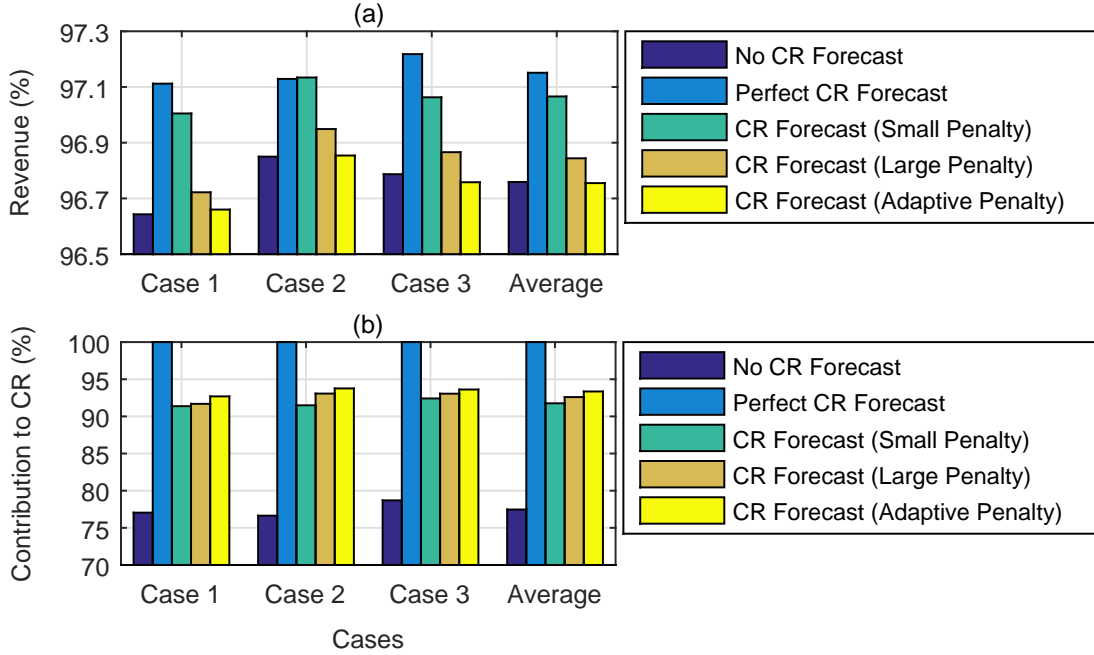 (a)
Revenue (%)
97.3
97.1
96.9
96.7
96.5
Case 1 Case 2 Case 3 Average
No CR Forecast
Perfect CR Forecast
CR Forecast (Small Penalty)
CR Forecast (Large Penalty)
CR Forecast (Adaptive Penalty)
(b)
Contribution to CR (%)
100
95
90
85
80
75
70
Case 1 Case 2 Case 3 Average
Cases
No CR Forecast
Perfect CR Forecast
CR Forecast (Small Penalty)
CR Forecast (Large Penalty)
CR Forecast (Adaptive Penalty)